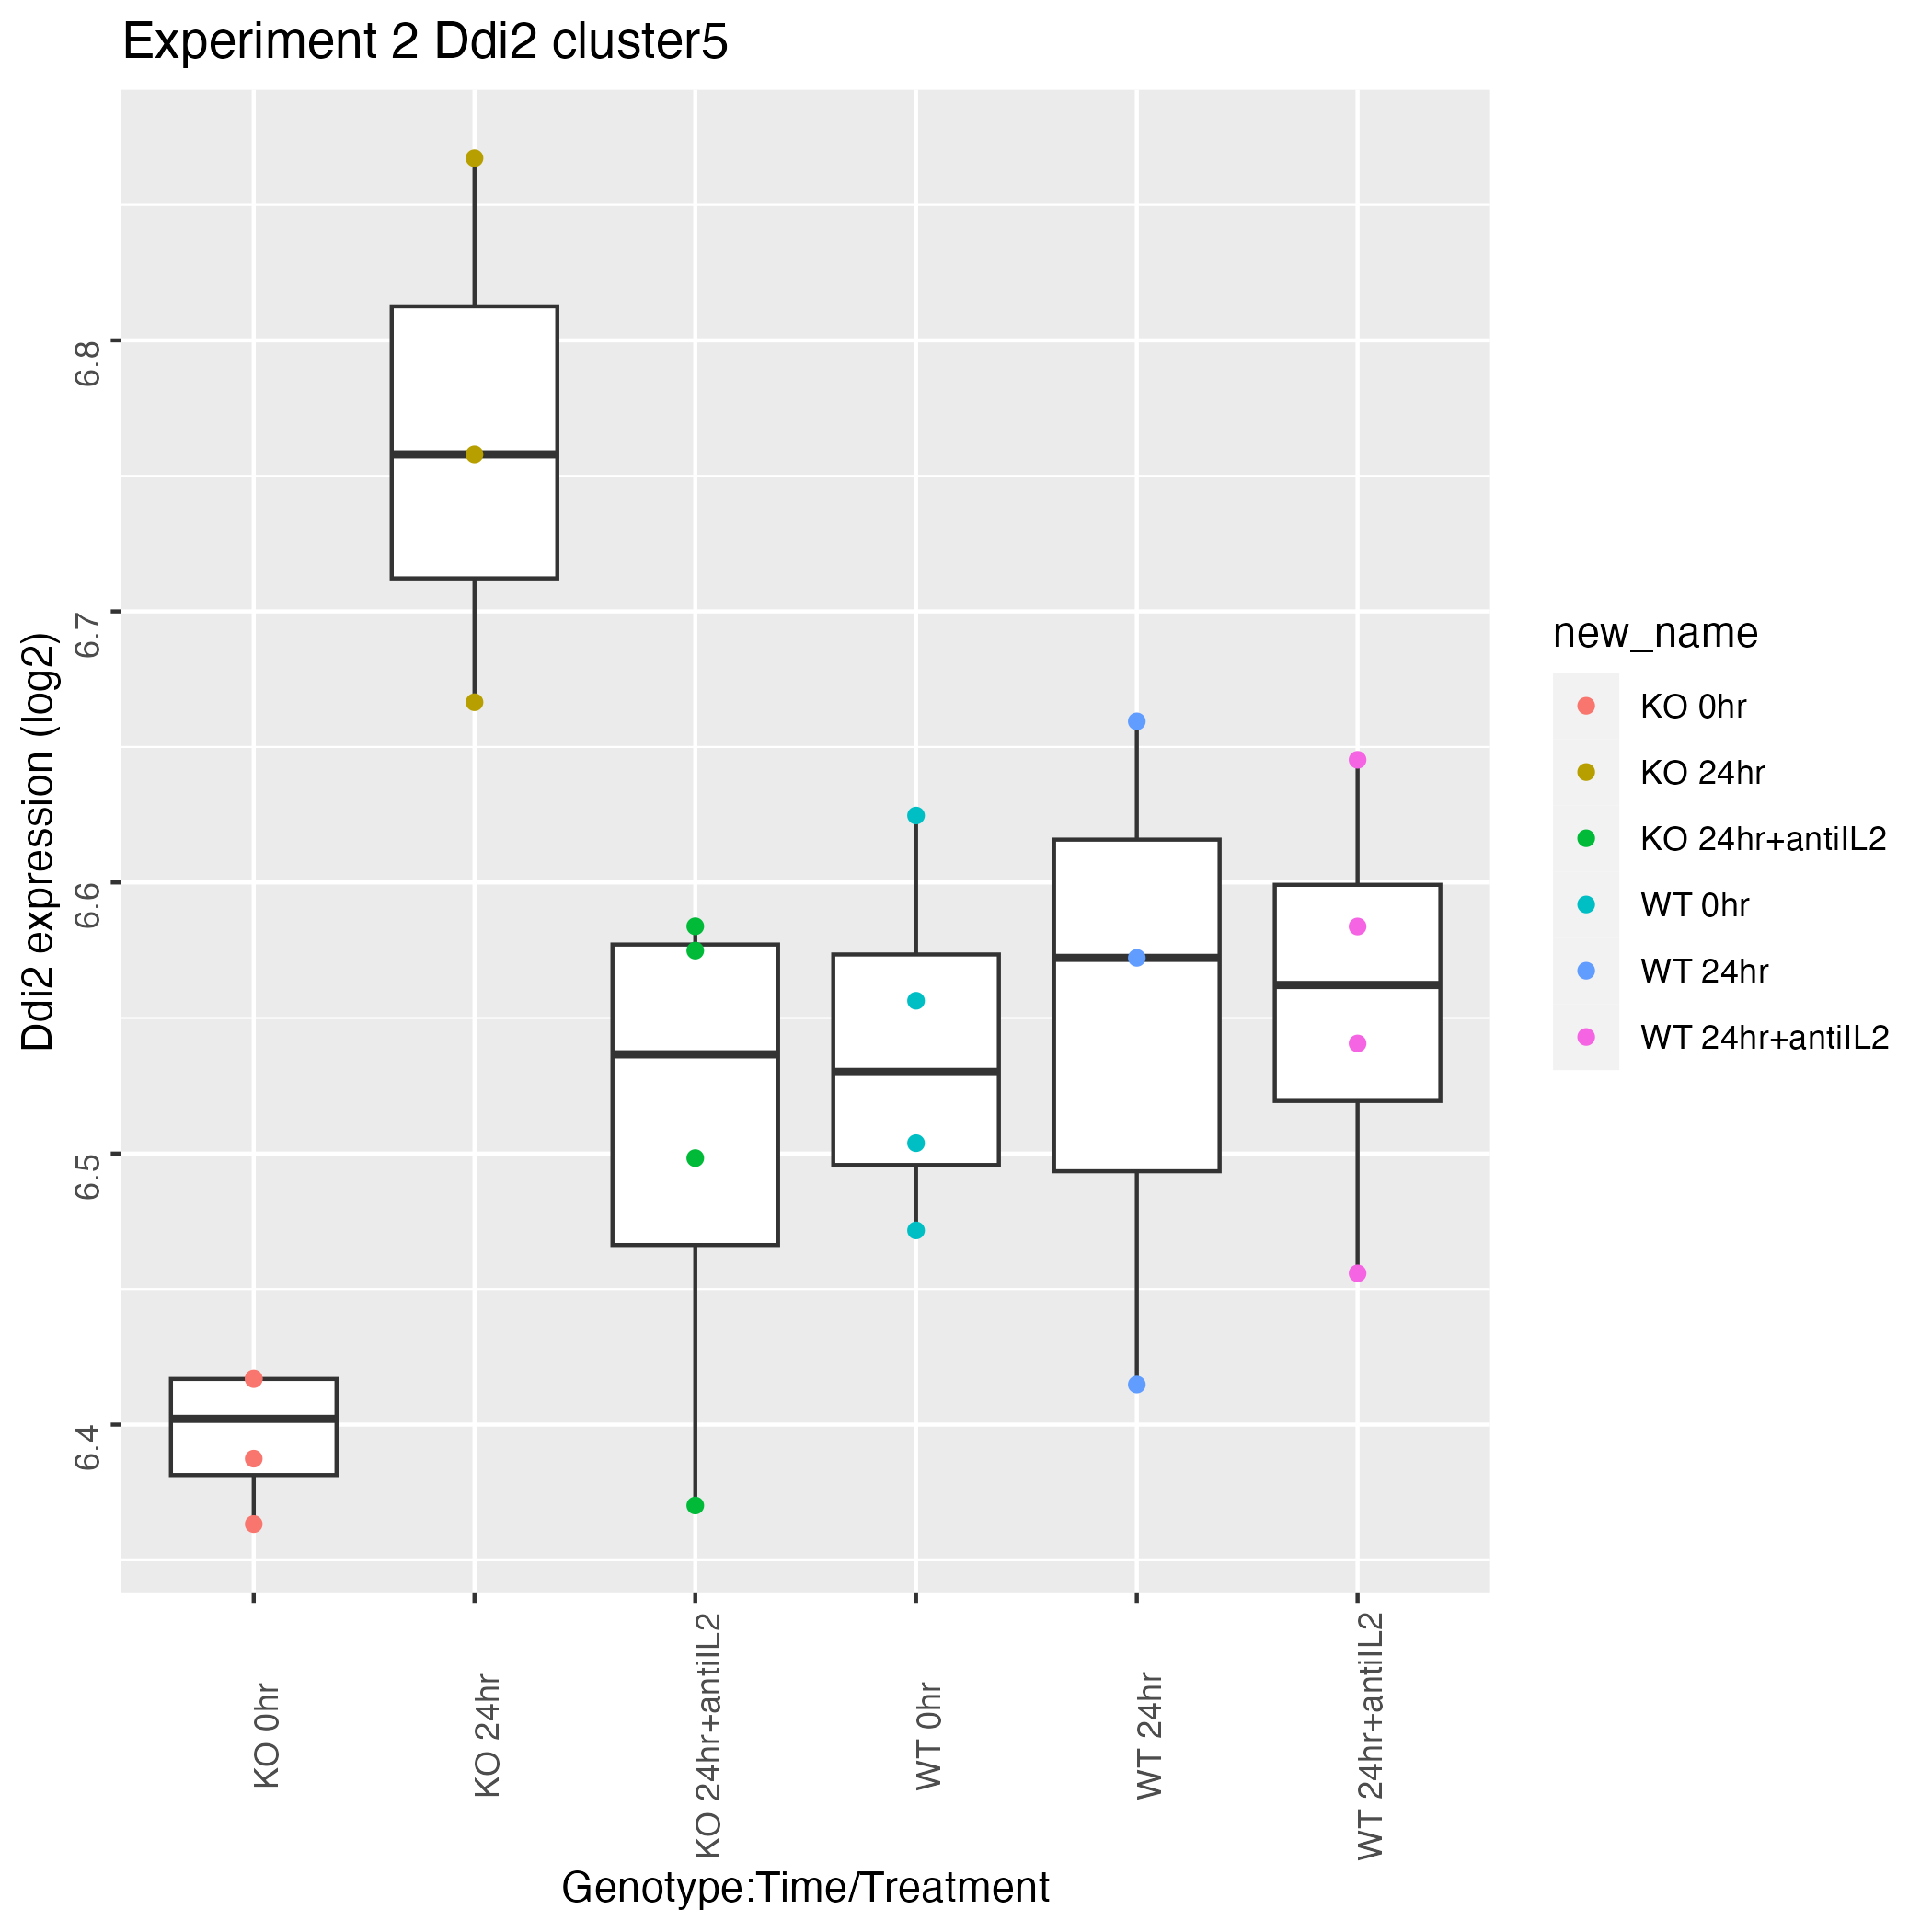 Experiment 2 Ddi2 cluster5
Ddi2 expression (log2)
6.8
6.7
6.6
6.5
6.4
KO 0hr
KO 24hr
KO 24hr+antiIL2
WT 0hr
WT 24hr
WT 24hr+antiIL2
Genotype:Time/Treatment
new_name
KO 0hr
KO 24hr
KO 24hr+antiIL2
WT 0hr
WT 24hr
WT 24hr+antiIL2